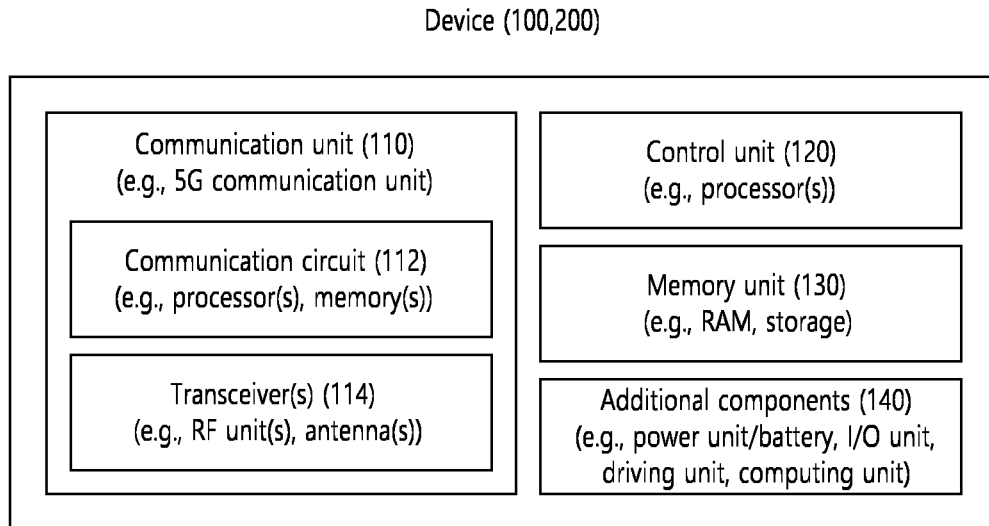 Device (100,200)
Communication unit (110)
(e.g., 5G communication unit)
Communication circuit (112)
(e.g., processor(s), memory(s))
Transceiver(s) (114)
(e.g., RF unit(s), antenna(s))
Control unit (120)
(e.g., processor(s))
Memory unit (130)
(e.g., RAM, storage)
Additional components (140)
(e.g., power unit/battery, I/O unit,
driving unit, computing unit)